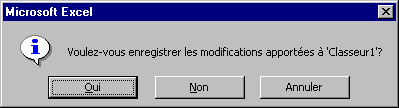 Microsoft Excel
Voulez-vous enregistrer les modifications apportées à 'Classeur1'?
Oui
Non
Annuler